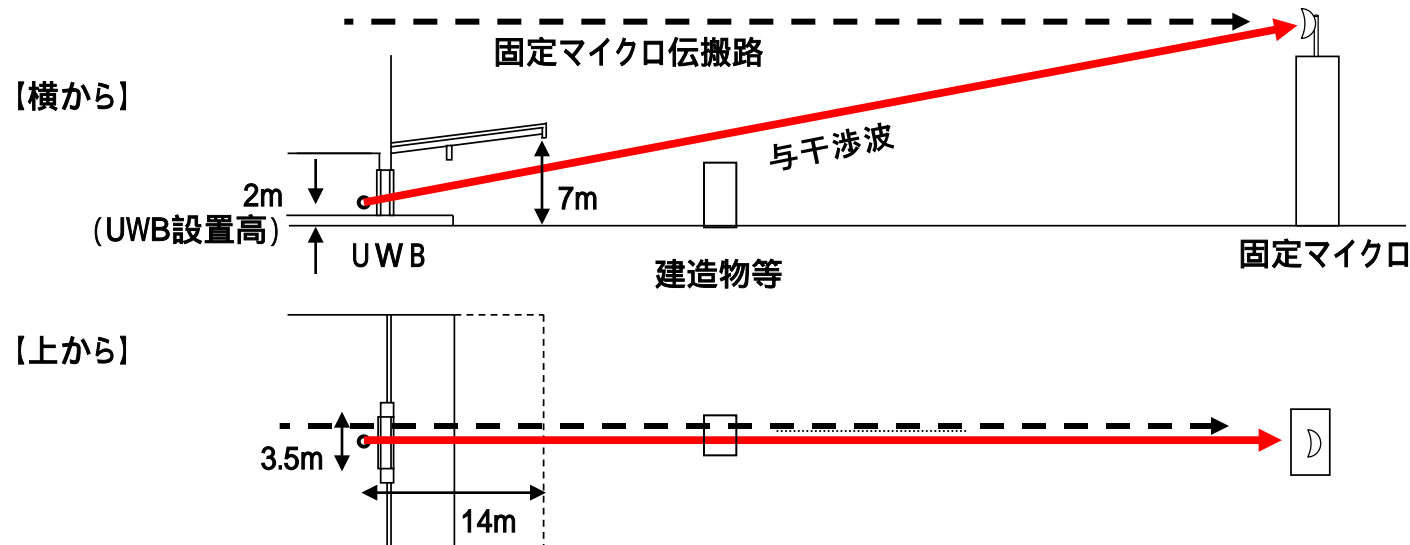 固定マイクロ伝搬路
【横から】
与干渉波
2m
7m
(UWB設置高)
UWB
固定マイクロ
建造物等
【上から】
3.5m
14m